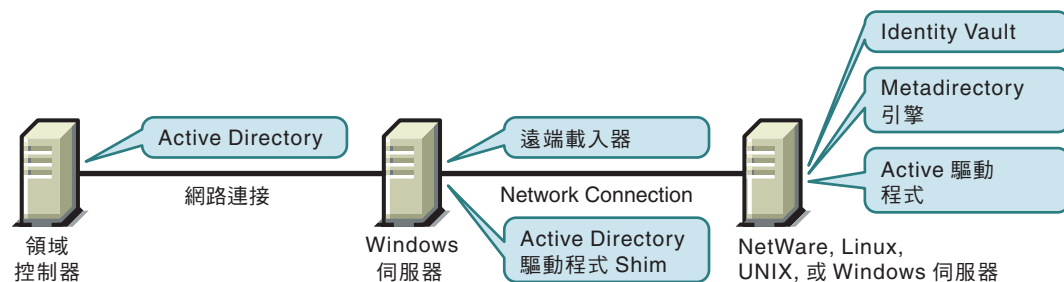 Identity Vault
Metadirectory
引擎
Active 驅動
程式
Active Directory
遠端載入器
網路連接
Network Connection
Active Directory
驅動程式 Shim
領域
控制器
Windows
伺服器
NetWare, Linux,
UNIX, 或 Windows 伺服器